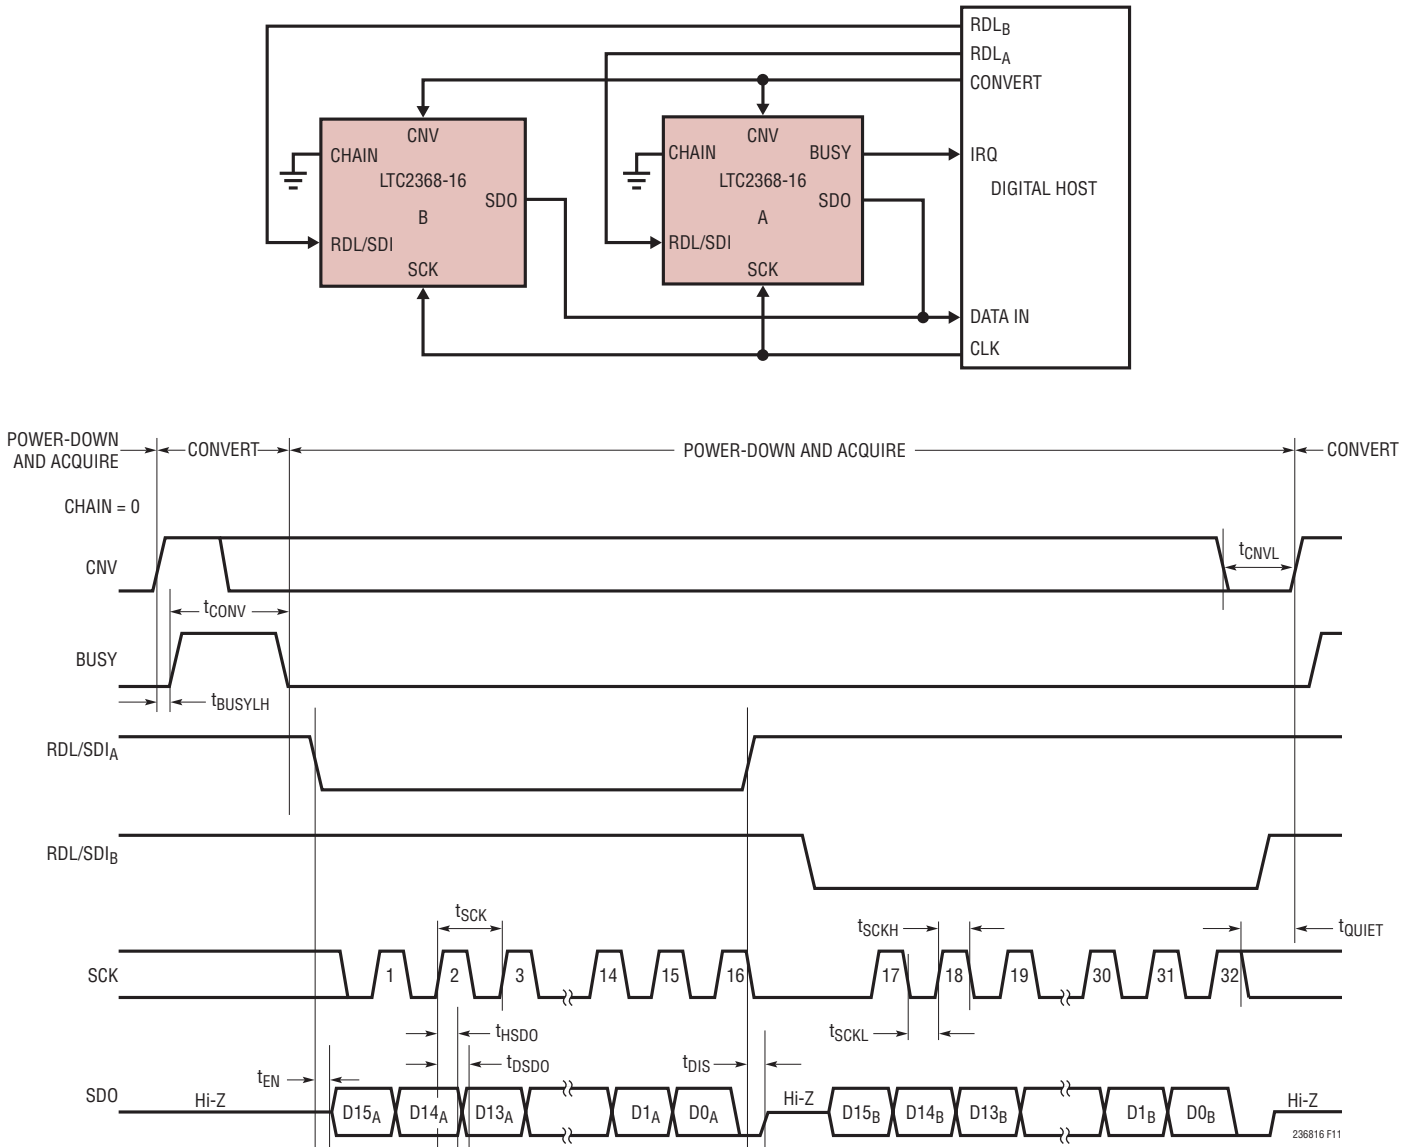 RDLB
RDLA
CONVERT
CNV
CHAIN
LTC2368-16
SDO
B
RDL/SDI
SCK
CNV
CHAIN
BUSY
LTC2368-16
SDO
A
RDL/SDI
SCK
IRQ
DIGITAL HOST
DATA IN
CLK
POWER-DOWN
AND ACQUIRE
CONVERT
POWER-DOWN AND ACQUIRE
CONVERT
CHAIN = 0
CNV
tCNVL
tCONV
BUSY
tBUSYLH
RDL/SDIA
RDL/SDIB
tSCK
tSCKH
tQUIET
SCK
1 2 3 14 15 16 17 18 19 30 31 32
tHSDO
tSCKL
tDSDO
tDIS
tEN
SDO
Hi-Z D15A D14A D13A D1A D0A Hi-Z D15B D14B D13B D1B D0B Hi-Z
236816 F11